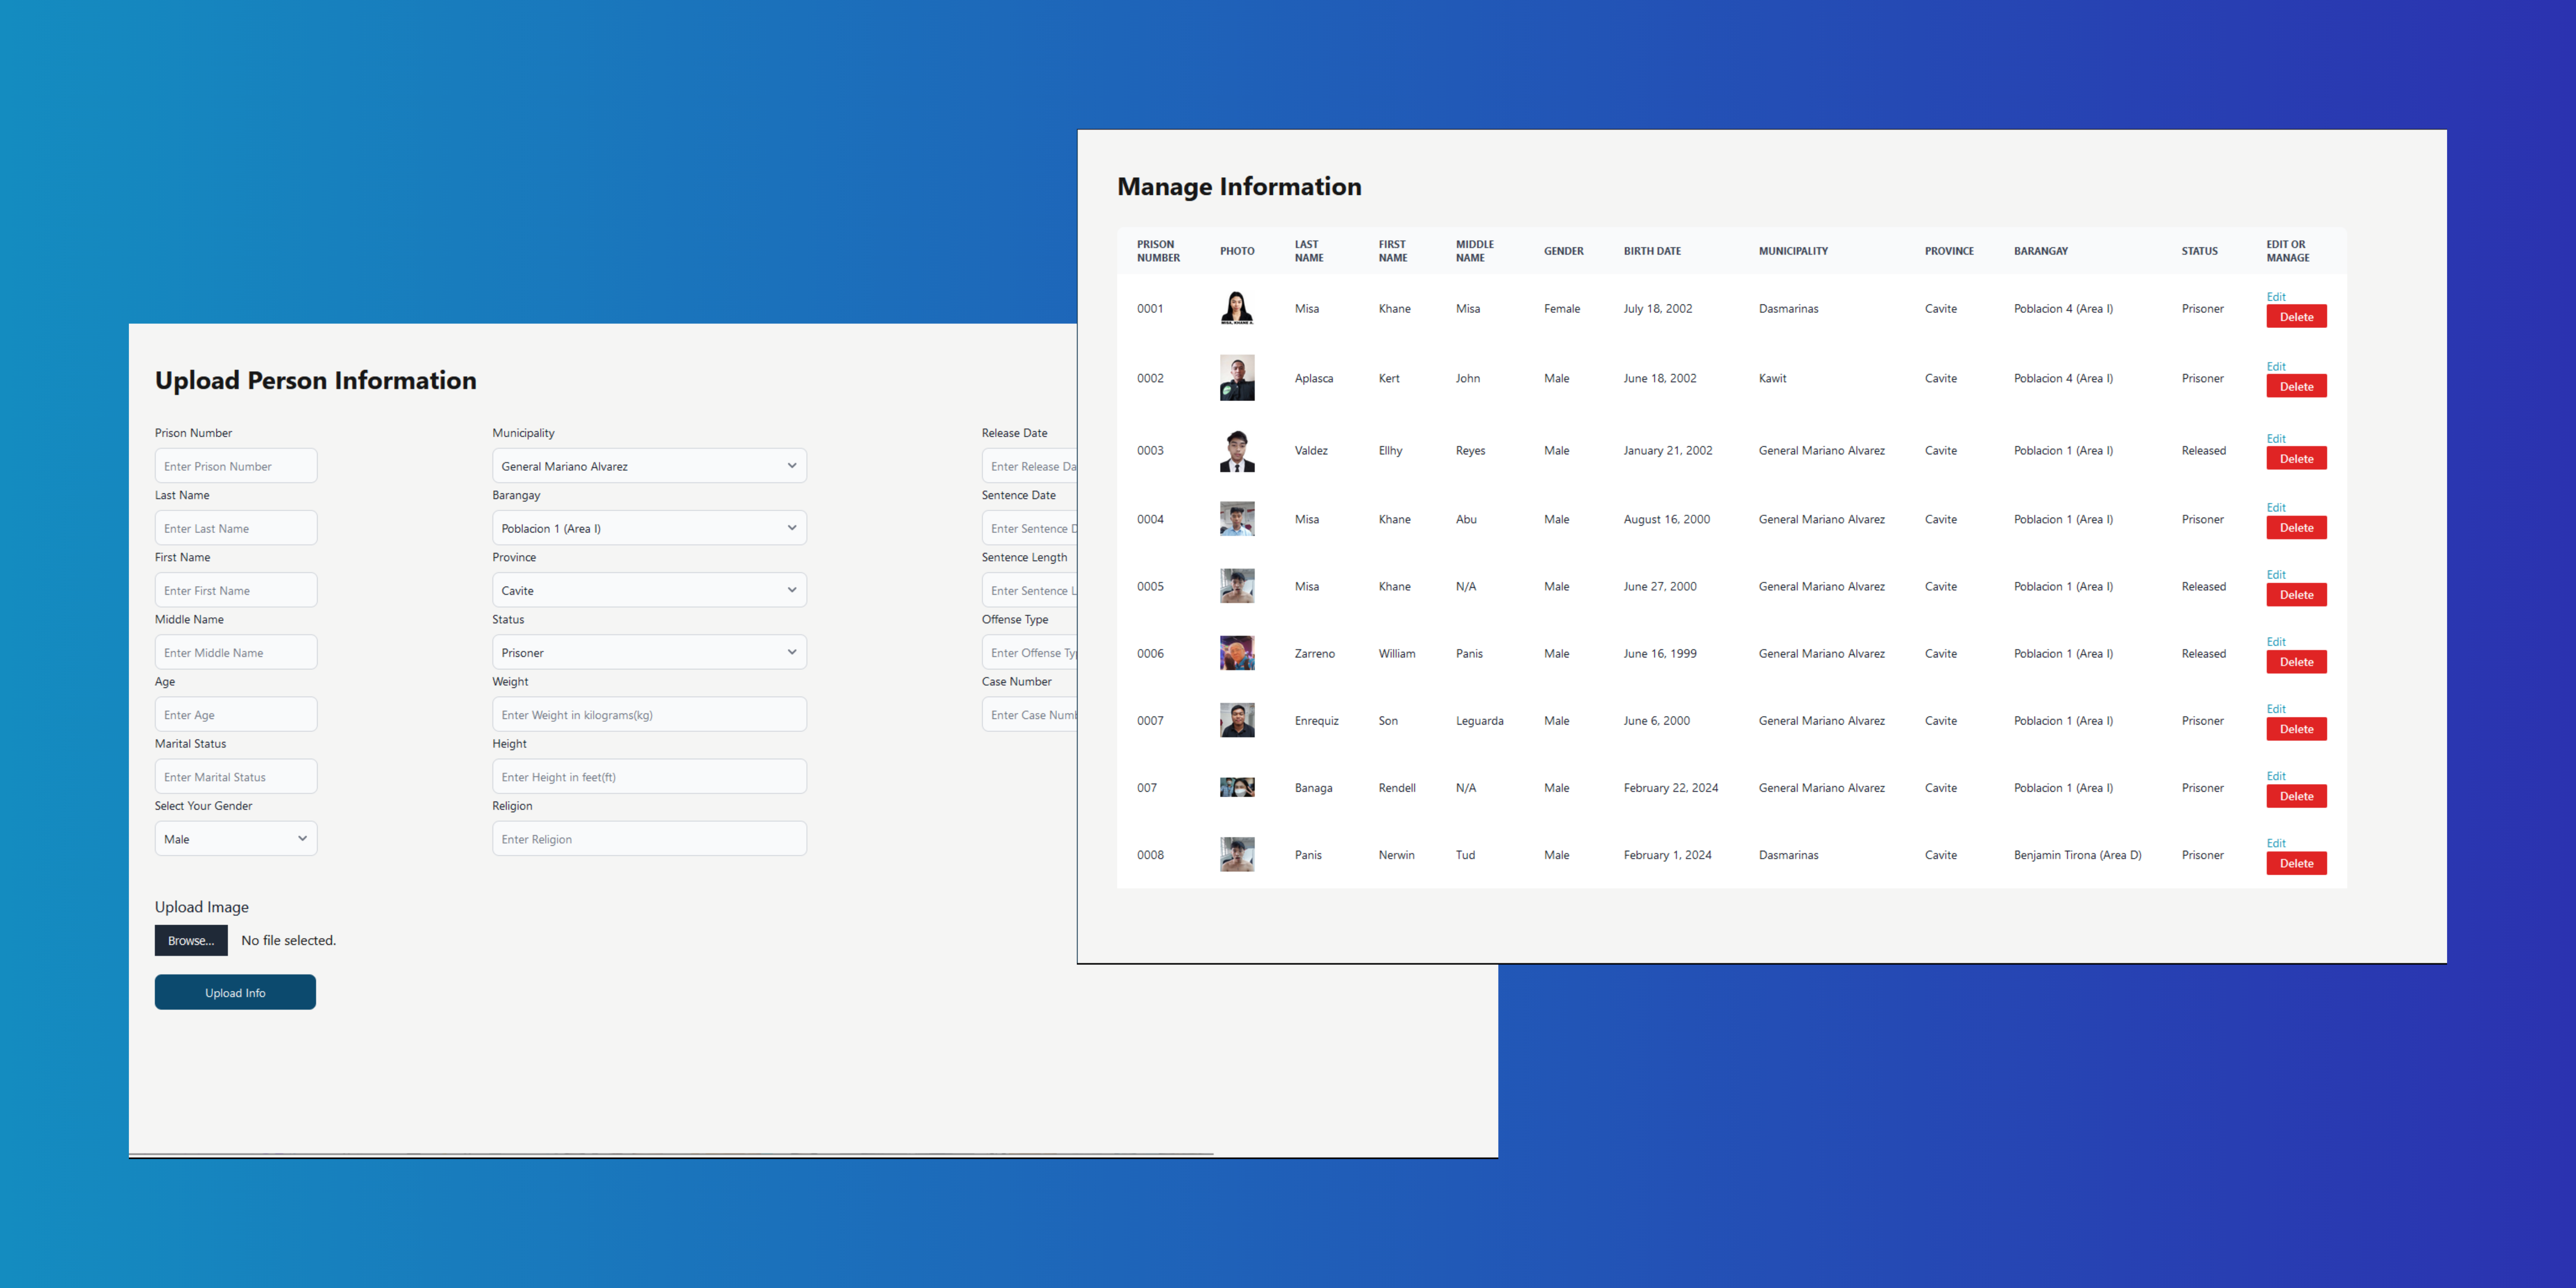 Upload Person Information
Prison Number
Enter Prison Number
Last Name
Enter Last Name
First Name
Enter First Name
Middle Name
Enter Middle Name
Age
Enter Age
Marital Status
Enter Marital Status
Select Your Gender
Male
Municipality
General Mariano Alvarez
Barangay
Poblacion 1 (Area I)
Province
Cavite
Status
Prisoner
Weight
Enter Weight in kilograms(kg)
Height
Enter Height in feet(ft)
Religion
Enter Religion
Release Date
Enter Release Da
Sentence Date
Enter Sentence D
Sentence Length
Enter Sentence L
Offense Type
Enter Offense Ty
Case Number
Enter Case Numb
Upload Image
Browse... No file selected.
Upload Info
Manage Information
PRISON NUMBER PHOTO LAST NAME FIRST NAME MIDDLE NAME GENDER BIRTH DATE MUNICIPALITY PROVINCE BARANGAY STATUS EDIT OR MANAGE
0001 MISA, KHANE A. Misa Khane Misa Female July 18, 2002 Dasmarinas Cavite Poblacion 4 (Area I) Prisoner Edit Delete
0002 Aplasca Kert John Male June 18, 2002 Kawit Cavite Poblacion 4 (Area I) Prisoner Edit Delete
0003 Valdez Ellhy Reyes Male January 21, 2002 General Mariano Alvarez Cavite Poblacion 1 (Area I) Released Edit Delete
0004 Misa Khane Abu Male August 16, 2000 General Mariano Alvarez Cavite Poblacion 1 (Area I) Prisoner Edit Delete
0005 Misa Khane N/A Male June 27, 2000 General Mariano Alvarez Cavite Poblacion 1 (Area I) Released Edit Delete
0006 Zarreno William Panis Male June 16, 1999 General Mariano Alvarez Cavite Poblacion 1 (Area I) Released Edit Delete
0007 Enrequiz Son Leguarda Male June 6, 2000 General Mariano Alvarez Cavite Poblacion 1 (Area I) Prisoner Edit Delete
007 Banaga Rendell N/A Male February 22, 2024 General Mariano Alvarez Cavite Poblacion 1 (Area I) Prisoner Edit Delete
0008 Panis Nerwin Tud Male February 1, 2024 Dasmarinas Cavite Benjamin Tirona (Area D) Prisoner Edit Delete